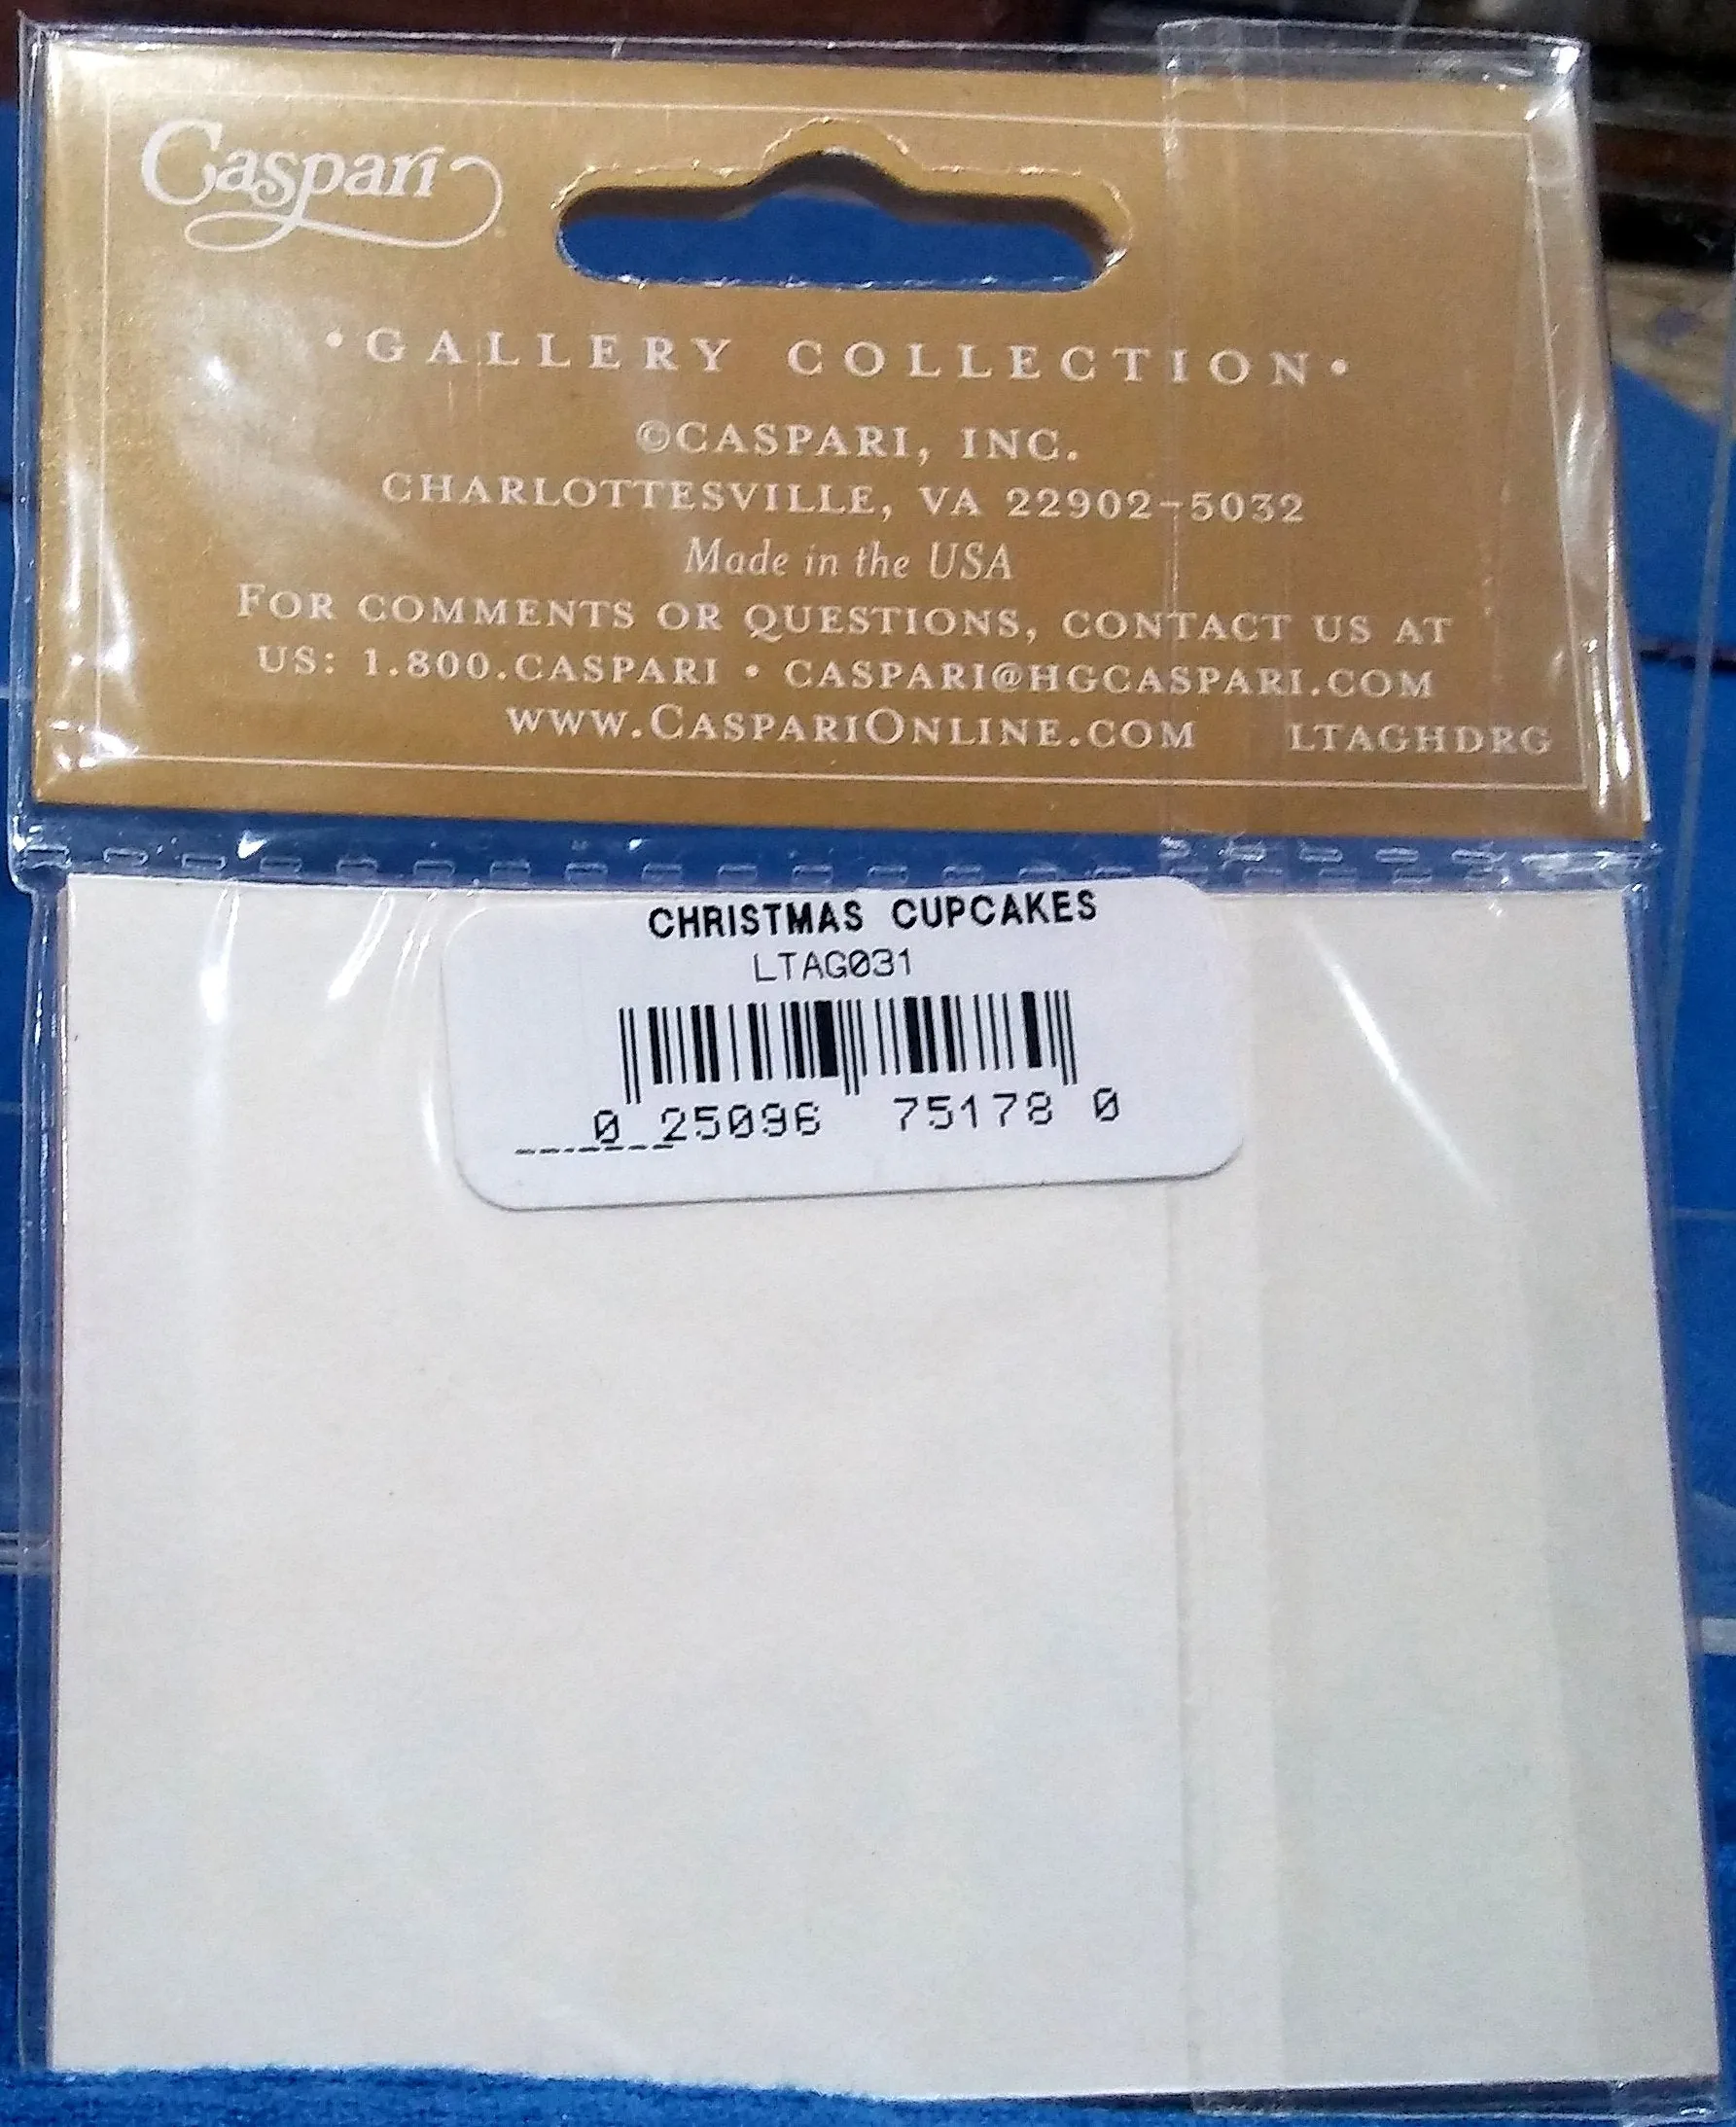 Caspari
•GALLERY COLLECTION•
©CASPARI, INC.
CHARLOTTESVILLE, VA 22902-5032
Made in the USA
FOR COMMENTS OR QUESTIONS, CONTACT US AT
US: 1.800.CASPARI • CASPARI@HGCASPARI.COM
WWW.CASPARIONLINE.COM LTAGHDRG
CHRISTMAS CUPCAKES
LTAG031
0 25096 75178 0